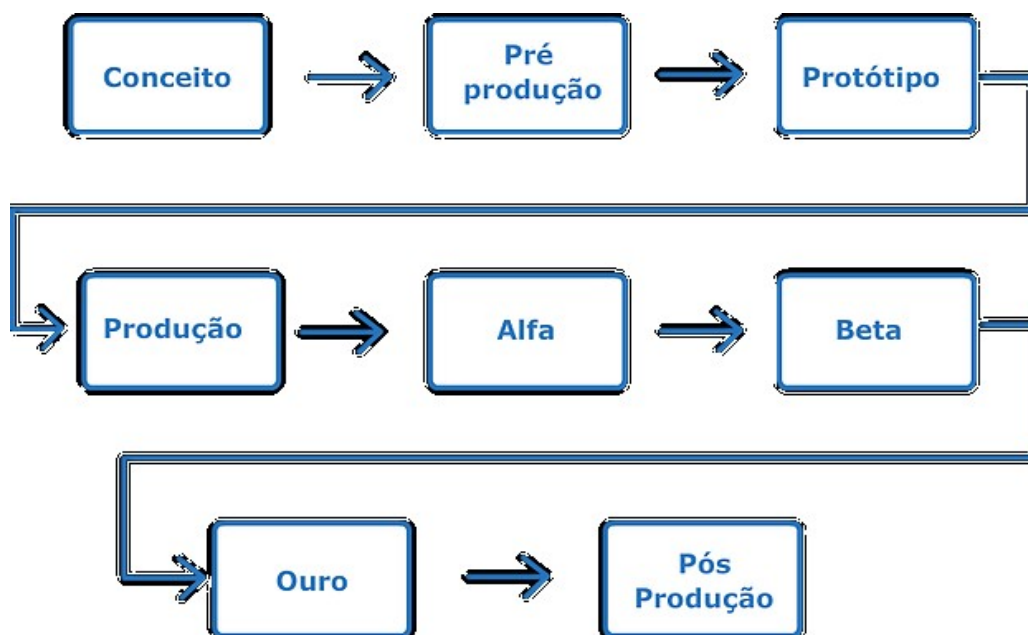 Conceito
Pré
produção
Protótipo
Produção
Alfa
Beta
Ouro
Pós
Produção